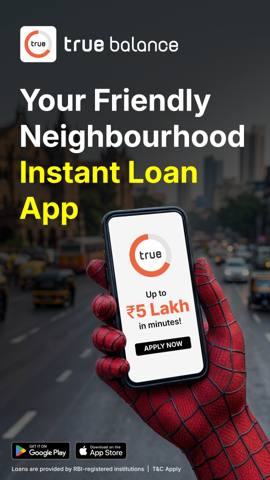 true
true balance
Your Friendly
Neighbourhood
Instant Loan
App
true
Up to
₹5 Lakh
in minutes!
APPLY NOW
GET IT ON
Google Play
Download on the
App Store
Loans are provided by RBI-registered institutions | T&C Apply